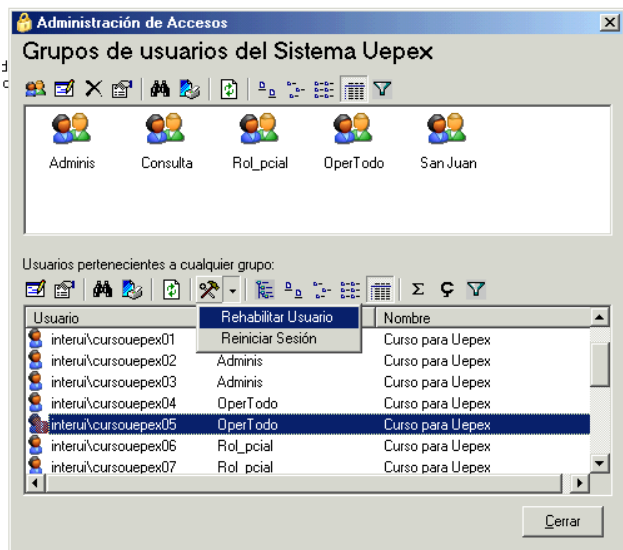 Administración de Accesos
Grupos de usuarios del Sistema Uepex
Adminis Consulta Rol_pcial OperTodo San Juan
Usuarios pertenecientes a cualquier grupo:
Σ Ç
Usuario Rehabilitar Usuario Nombre
Reiniciar Sesión
interui\cursouepex01 Curso para Uepex
interui\cursouepex02 Adminis Curso para Uepex
interui\cursouepex03 Adminis Curso para Uepex
interui\cursouepex04 OperTodo Curso para Uepex
interui\cursouepex05 OperTodo Curso para Uepex
interui\cursouepex06 Rol_pcial Curso para Uepex
interui\cursouepex07 Rol_pcial Curso para Uepex
Cerrar